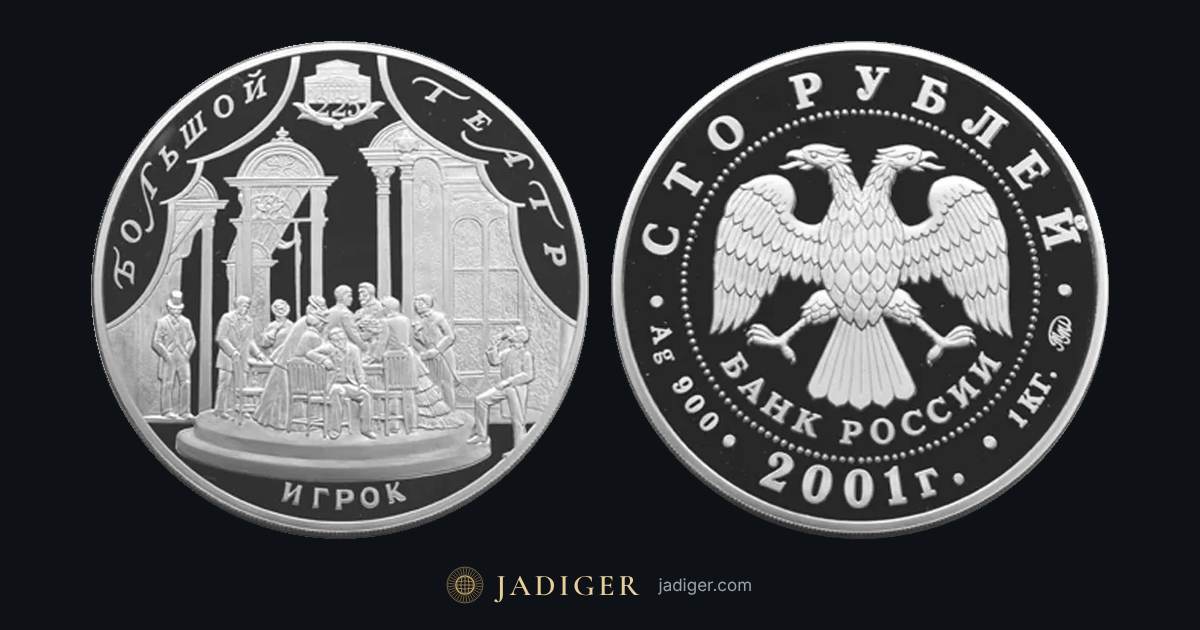 БОЛЬШОЙ ТЕАТР
225
ИГРОК
СТО РУБЛЕЙ
Ag 900 • БАНК РОССИИ • 1КГ.
2001г.
JADIGER jadiger.com